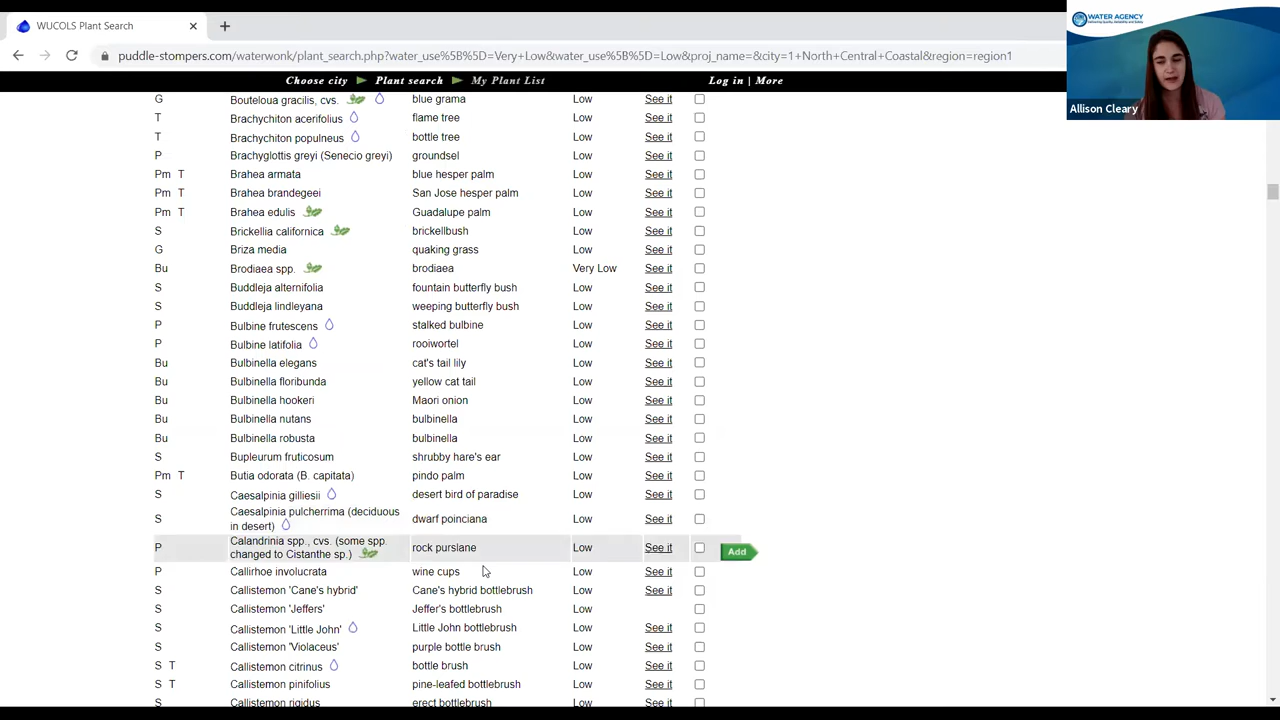 WUCOLS Plant Search
puddle-stompers.com/waterwonk/plant_search.php?water_use%5B%5D=Very+Low&water_use%5B%5D=Low&proj_name=&city=1+North+Central+Coastal&region=region1
WATER AGENCY
Allison Cleary
Choose city Plant search My Plant List Log in | More
G Bouteloua gracilis, cvs. blue grama Low See it
T Brachychiton acerifolius flame tree Low See it
T Brachychiton populneus bottle tree Low See it
P Brachyglottis greyi (Senecio greyi) groundsel Low See it
Pm T Brahea armata blue hesper palm Low See it
Pm T Brahea brandegeei San Jose hesper palm Low See it
Pm T Brahea edulis Guadalupe palm Low See it
S Brickellia californica brickellbush Low See it
G Briza media quaking grass Low See it
Bu Brodiaea spp. brodiaea Very Low See it
S Buddleja alternifolia fountain butterfly bush Low See it
S Buddleja lindleyana weeping butterfly bush Low See it
P Bulbine frutescens stalked bulbine Low See it
P Bulbine latifolia rooiwortel Low See it
Bu Bulbinella elegans cat's tail lily Low See it
Bu Bulbinella floribunda yellow cat tail Low See it
Bu Bulbinella hookeri Maori onion Low See it
Bu Bulbinella nutans bulbinella Low See it
Bu Bulbinella robusta bulbinella Low See it
S Bupleurum fruticosum shrubby hare's ear Low See it
Pm T Butia odorata (B. capitata) pindo palm Low See it
S Caesalpinia gilliesii desert bird of paradise Low See it
S Caesalpinia pulcherrima (deciduous in desert) dwarf poinciana Low See it
P Calandrinia spp., cvs. (some spp. changed to Cistanthe sp.) rock purslane Low See it Add
P Callirhoe involucrata wine cups Low See it
S Callistemon 'Cane's hybrid' Cane's hybrid bottlebrush Low See it
S Callistemon 'Jeffers' Jeffer's bottlebrush Low
S Callistemon 'Little John' Little John bottlebrush Low See it
S Callistemon 'Violaceus' purple bottle brush Low See it
S T Callistemon citrinus bottle brush Low See it
S T Callistemon pinifolius pine-leafed bottlebrush Low See it
S Callistemon rigidus erect bottlebrush Low See it